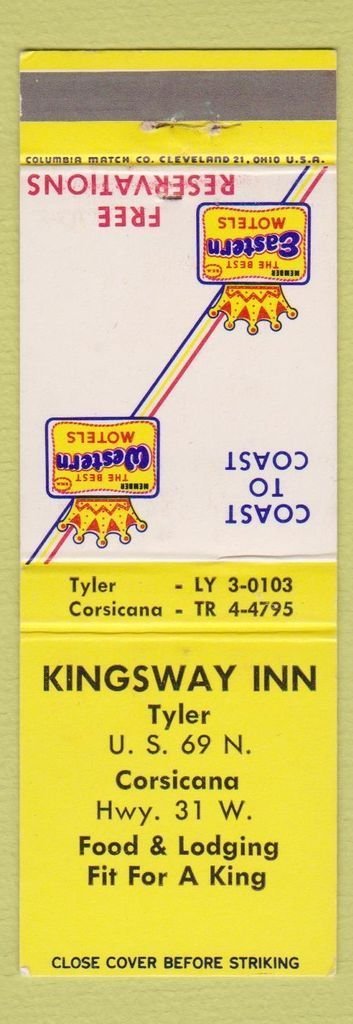 COLUMBIA MATCH CO. CLEVELAND 21, OHIO U.S.A.
FREE
RESERVATIONS
MEMBER
THE BEST
Eastern
MOTELS
MEMBER
THE BEST
Western
MOTELS
COAST
TO
COAST
Tyler - LY 3-0103
Corsicana - TR 4-4795
KINGSWAY INN
Tyler
U. S. 69 N.
Corsicana
Hwy. 31 W.
Food & Lodging
Fit For A King
CLOSE COVER BEFORE STRIKING